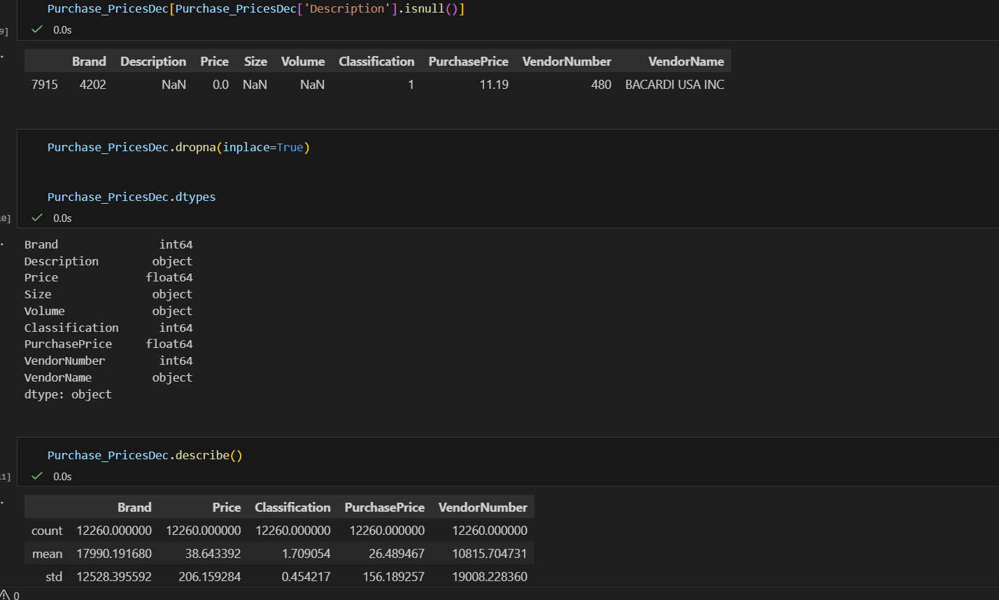 Purchase_PricesDec[Purchase_PricesDec['Description'].isnull()]
9] 0.0s
Brand Description Price Size Volume Classification PurchasePrice VendorNumber VendorName
7915 4202 NaN 0.0 NaN NaN 1 11.19 480 BACARDI USA INC
Purchase_PricesDec.dropna(inplace=True)
Purchase_PricesDec.dtypes
0] 0.0s
Brand int64
Description object
Price float64
Size object
Volume object
Classification int64
PurchasePrice float64
VendorNumber int64
VendorName object
dtype: object
Purchase_PricesDec.describe()
1] 0.0s
Brand Price Classification PurchasePrice VendorNumber
count 12260.000000 12260.000000 12260.000000 12260.000000 12260.000000
mean 17990.191680 38.643392 1.709054 26.489467 10815.704731
std 12528.395592 206.159284 0.454217 156.189257 19008.228360
0